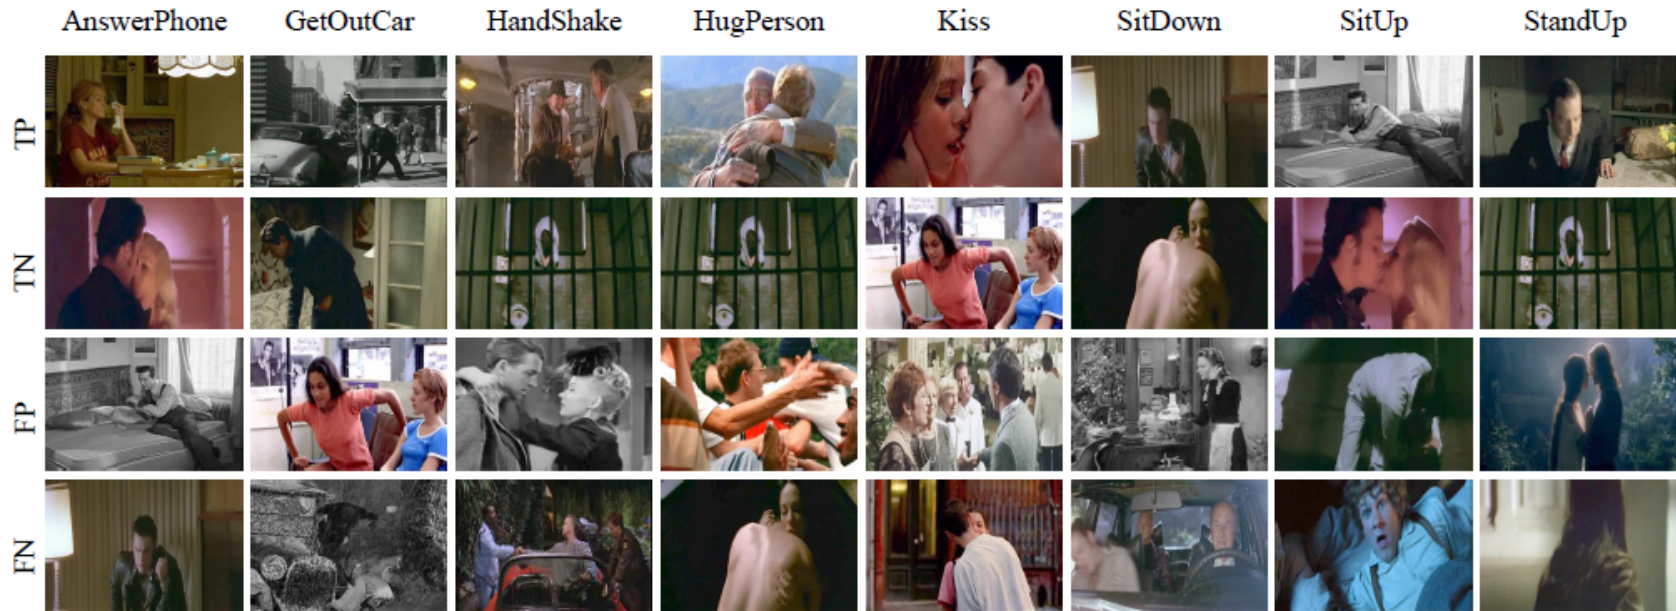 AnswerPhone GetOutCar HandShake HugPerson Kiss SitDown SitUp StandUp
TP
TN
FP
FN